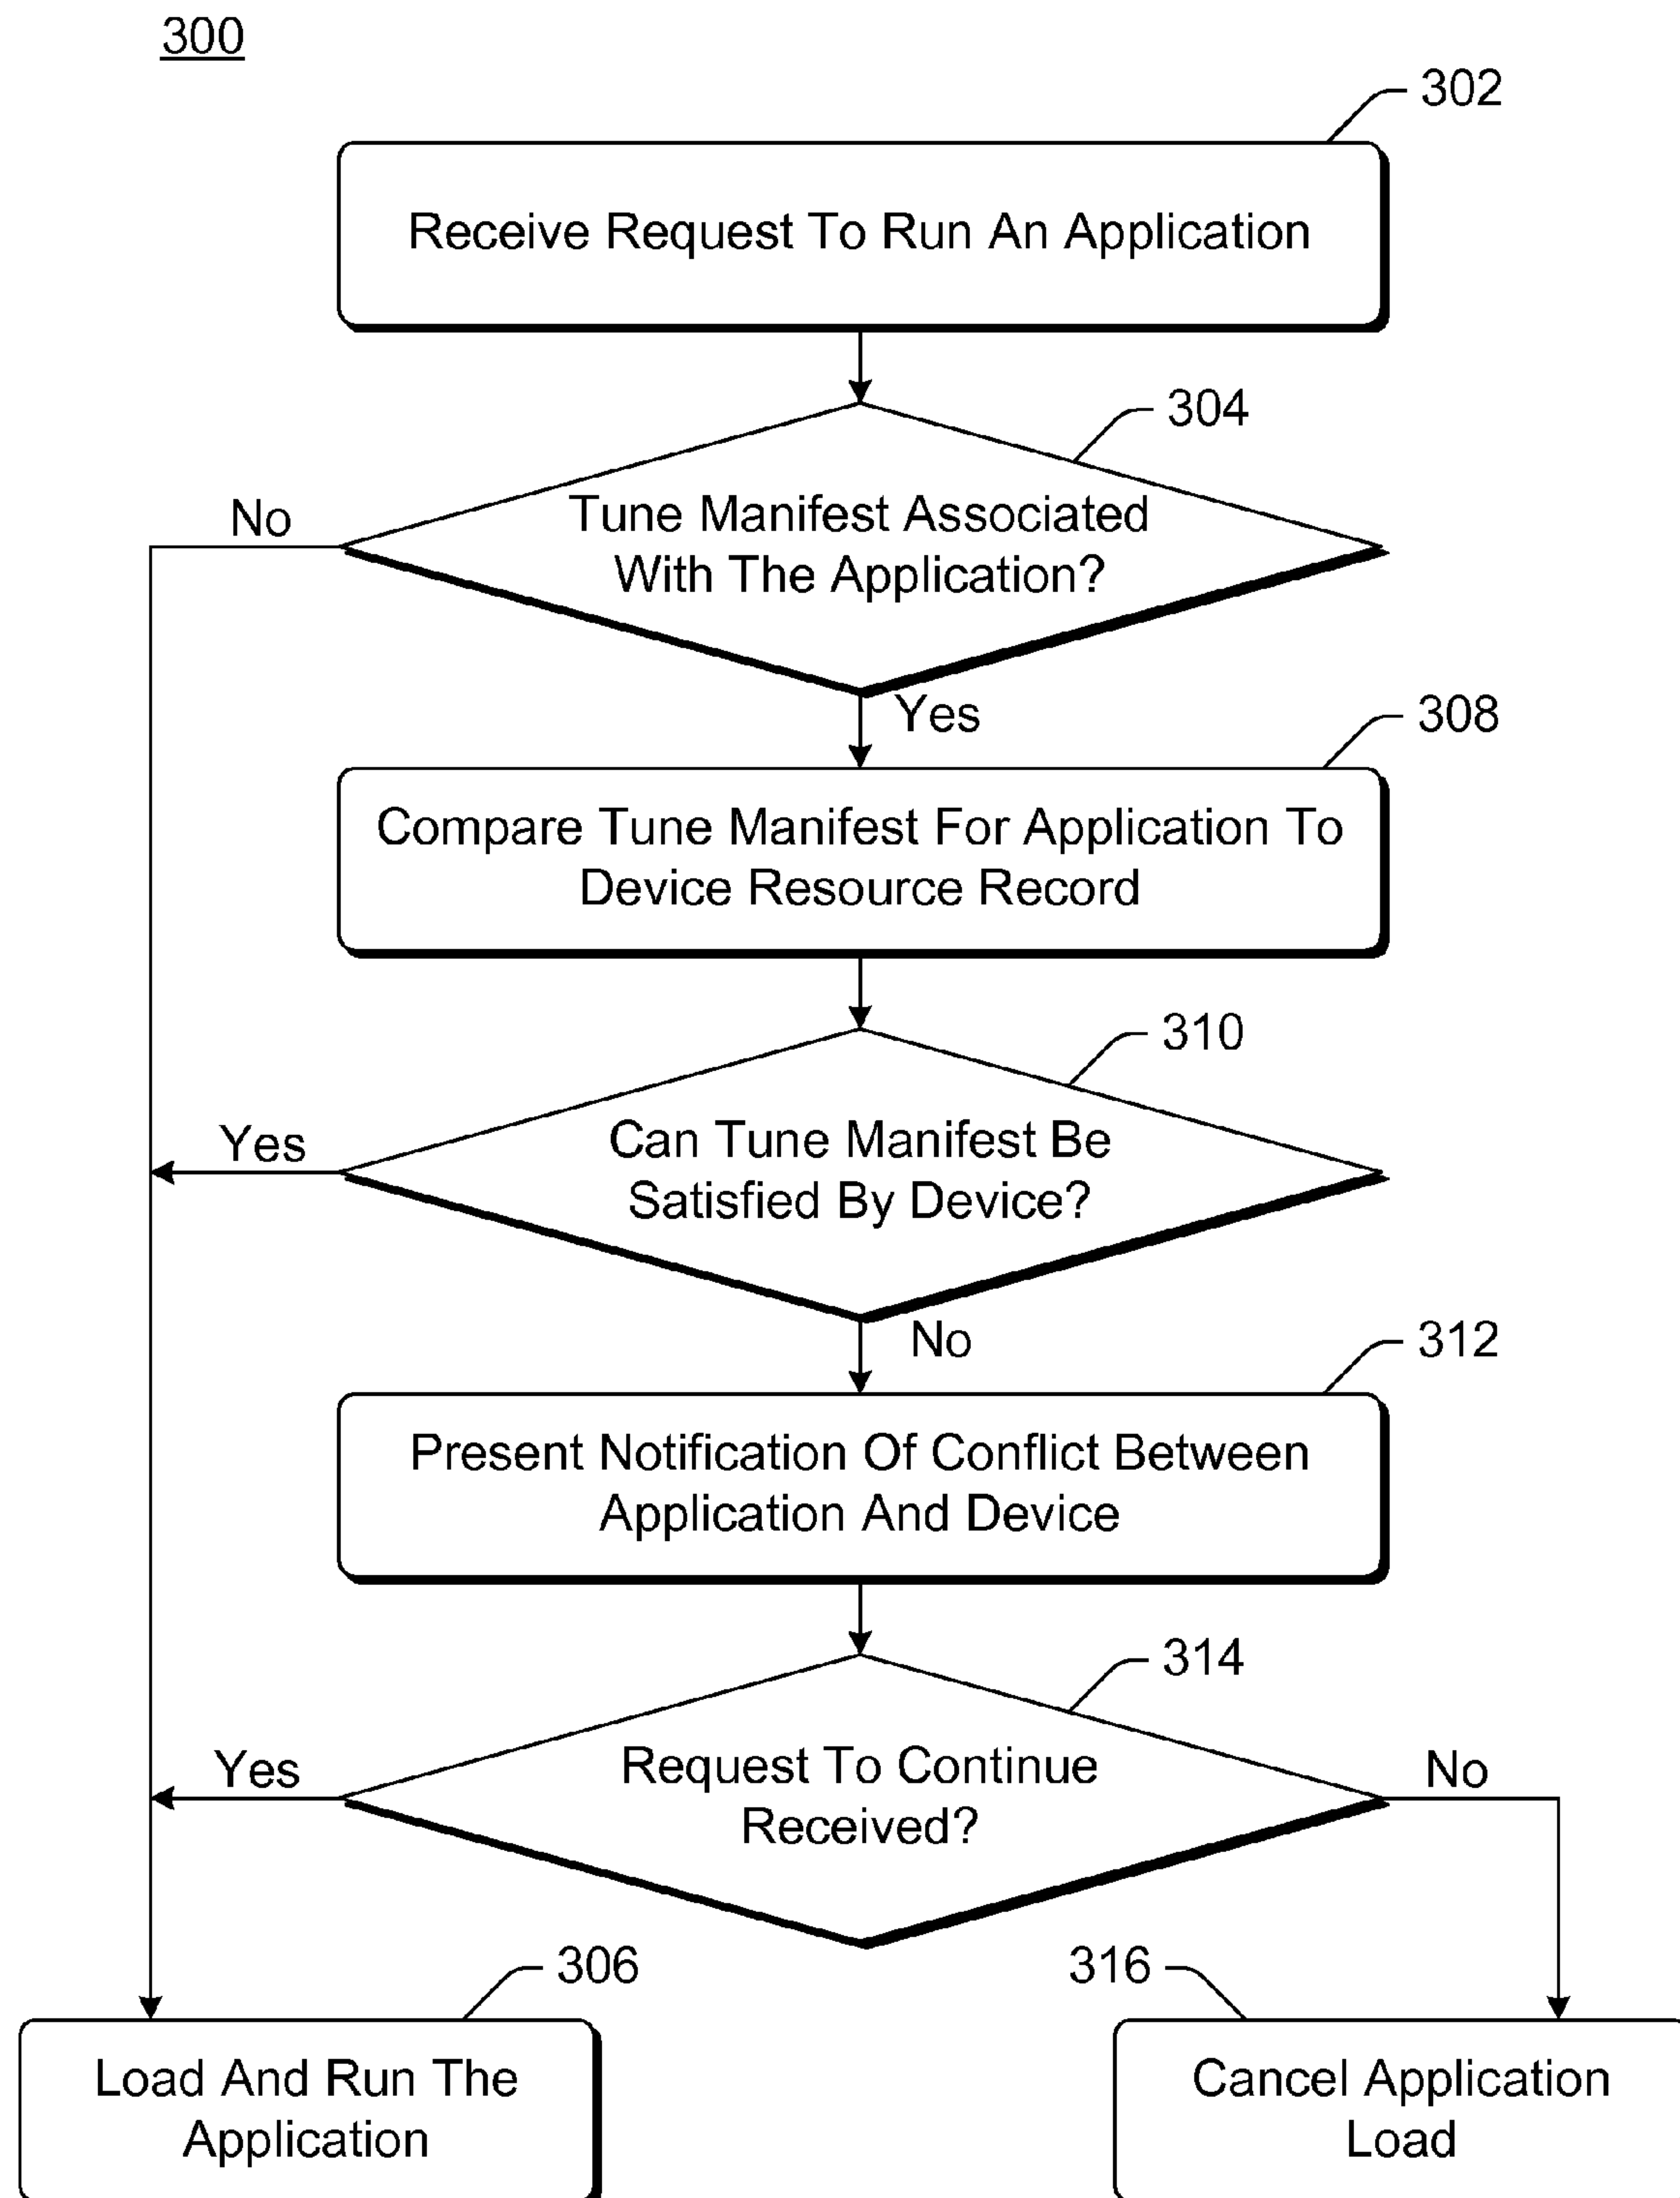 300
302
Receive Request To Run An Application
304
No
Tune Manifest Associated
With The Application?
Yes
308
Compare Tune Manifest For Application To
Device Resource Record
310
Yes
Can Tune Manifest Be
Satisfied By Device?
No
312
Present Notification Of Conflict Between
Application And Device
314
Yes
Request To Continue
Received?
No
306
316
Load And Run The
Application
Cancel Application
Load